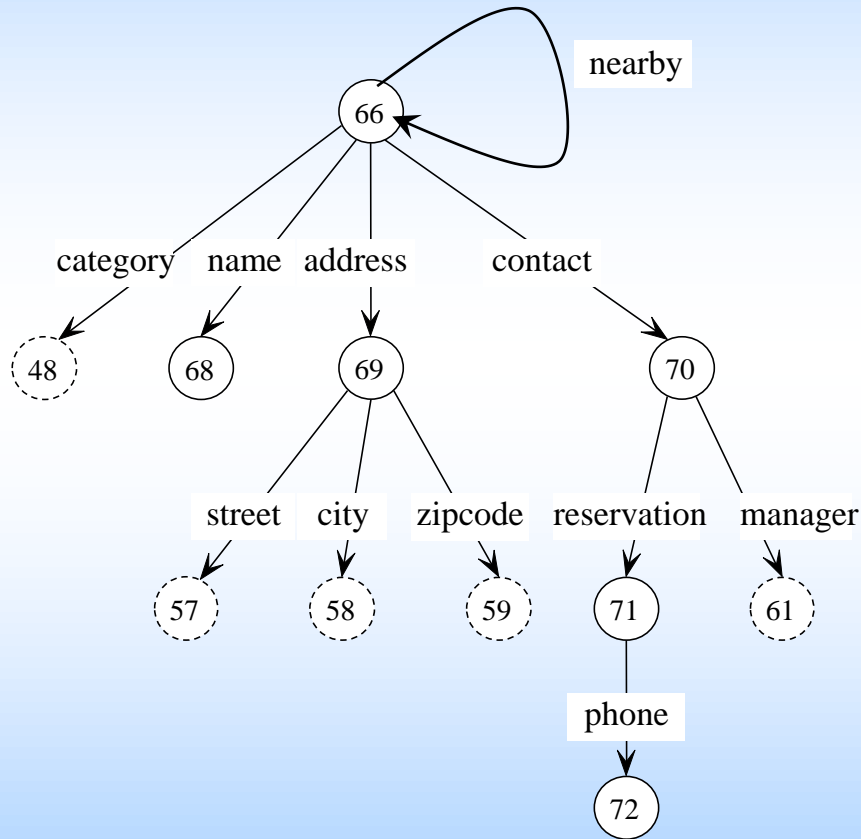 nearby
66
category name address contact
48 68 69 70
street city zipcode reservation manager
57 58 59 71 61
phone
72